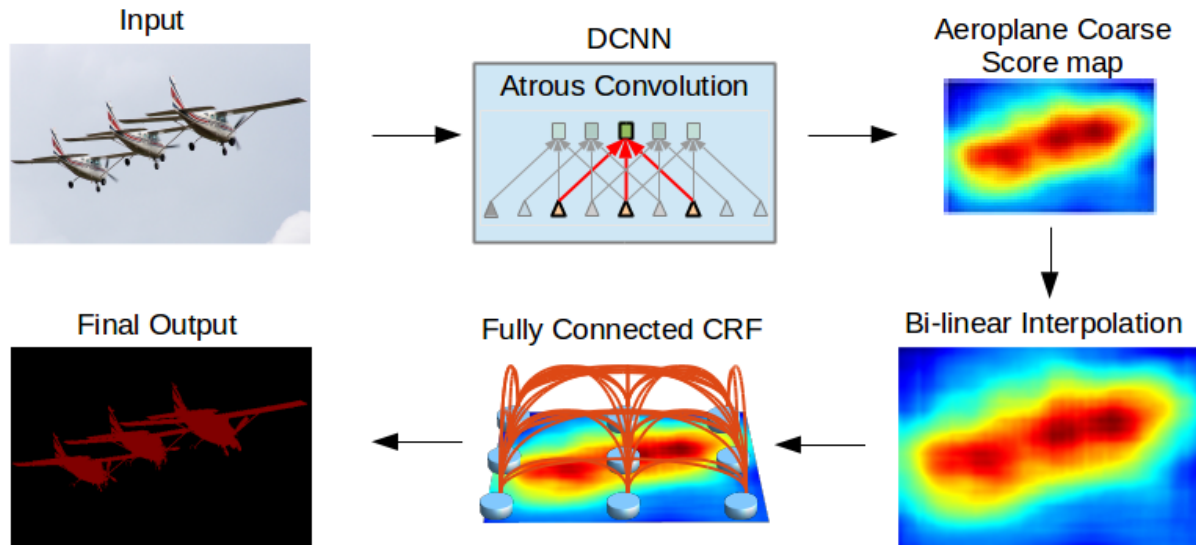 Input
DCNN
Atrous Convolution
Aeroplane Coarse
Score map
Bi-linear Interpolation
Fully Connected CRF
Final Output